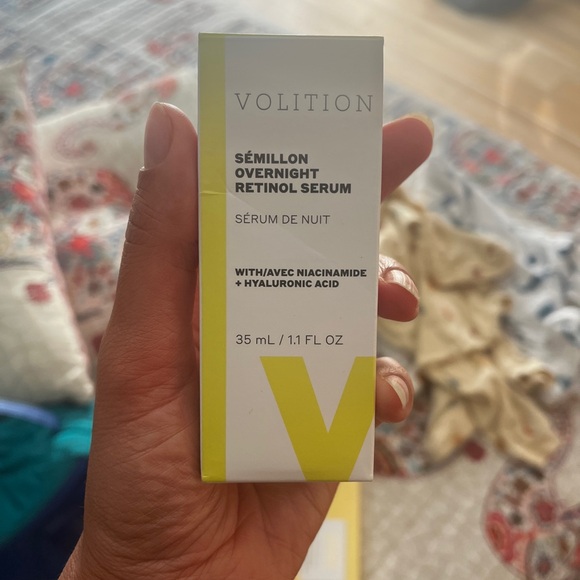 VOLITION
SÉMILLON
OVERNIGHT
RETINOL SERUM
SÉRUM DE NUIT
WITH/AVEC NIACINAMIDE
+ HYALURONIC ACID
35 mL / 1.1 FL OZ
V